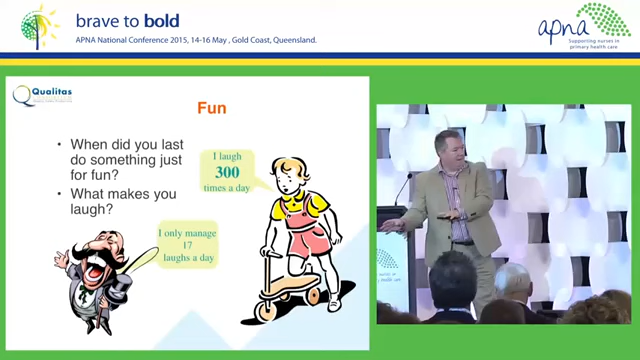 brave to bold
APNA National Conference 2015, 14-16 May, Gold Coast, Queensland.
apna
Supporting nurses in
primary health care
Qualitas
Fun
• When did you last
do something just
for fun?
• What makes you
laugh?
I laugh
300
times a day
I only manage
17
laughs a day